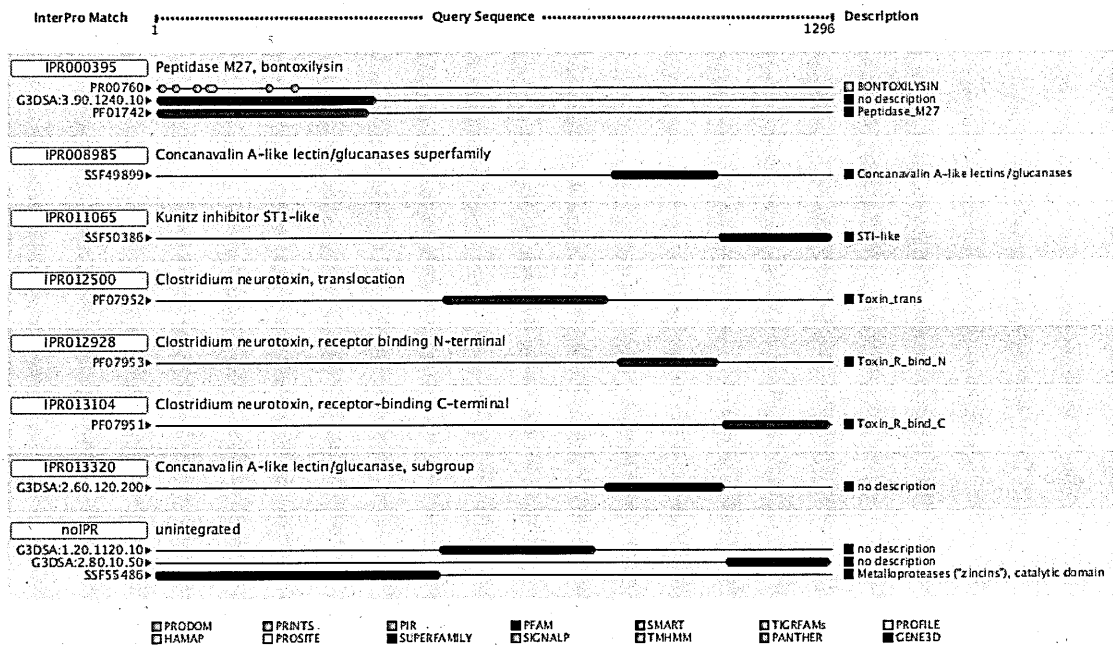 InterPro Match Query Sequence Description
1 1296
IPR000395 Peptidase M27, bontoxilysin
PR00760 BONTOXILYSIN
G3DSA:3.90.1240.10 no description
PF01742 Peptidase_M27
IPR008985 Concanavalin A-like lectin/glucanases superfamily
SSF49899 Concanavalin A-like lectins/glucanases
IPR011065 Kunitz inhibitor ST1-like
SSF50386 STI-like
IPR012500 Clostridium neurotoxin, translocation
PF07952 Toxin_trans
IPR012928 Clostridium neurotoxin, receptor binding N-terminal
PF07953 Toxin_R_bind_N
IPR013104 Clostridium neurotoxin, receptor-binding C-terminal
PF07951 Toxin_R_bind_C
IPR013320 Concanavalin A-like lectin/glucanase, subgroup
G3DSA:2.60.120.200 no description
noIPR unintegrated
G3DSA:1.20.1120.10 no description
G3DSA:2.80.10.50 no description
SSF55486 Metalloproteases ("zincins"), catalytic domain
PRODOM PRINTS PIR PFAM SMART TIGRFAMs PROFILE
HAMAP PROSITE SUPERFAMILY SIGNALP TMHMM PANTHER GENE3D